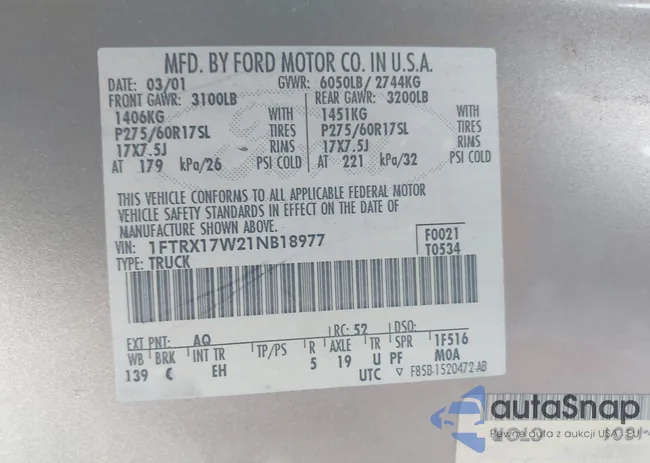 MFD. BY FORD MOTOR CO. IN U.S.A.
DATE: 03/01 GVWR: 6050LB/ 2744KG
FRONT GAWR: 3100LB REAR GAWR: 3200LB
1406KG WITH 1451KG WITH
P275/60R17SL TIRES P275/60R17SL TIRES
17X7.5J RIMS 17X7.5J RIMS
AT 179 kPa/26 PSI COLD AT 221 kPa/32 PSI COLD
THIS VEHICLE CONFORMS TO ALL APPLICABLE FEDERAL MOTOR
VEHICLE SAFETY STANDARDS IN EFFECT ON THE DATE OF
MANUFACTURE SHOWN ABOVE.
VIN: 1FTRX17W21NB18977 F0021
TYPE: TRUCK T0534
EXT PNT: AQ RC: 52 DSO:
WB BRK INT TR TP/PS R AXLE TR SPR 1F516
139 C EH 5 19 U PF M0A
UTC F85B-1520472-AB
autaSnap
Pewne auta z aukcji USA i EU